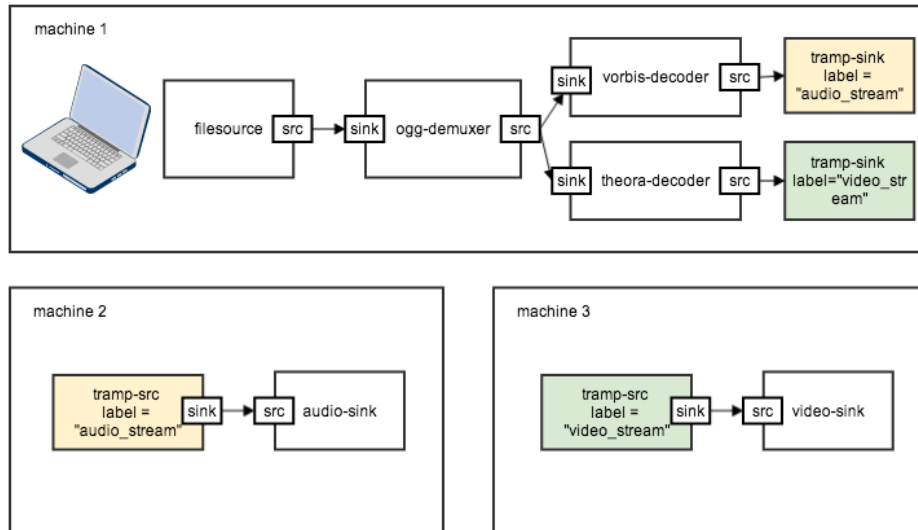 machine 1
filesource
src
sink
ogg-demuxer
src
sink
vorbis-decoder
src
tramp-sink
label =
"audio_stream"
sink
theora-decoder
src
tramp-sink
label="video_str
eam"
machine 2
tramp-src
label =
"audio_stream"
sink
src
audio-sink
machine 3
tramp-src
label =
"video_stream"
sink
src
video-sink